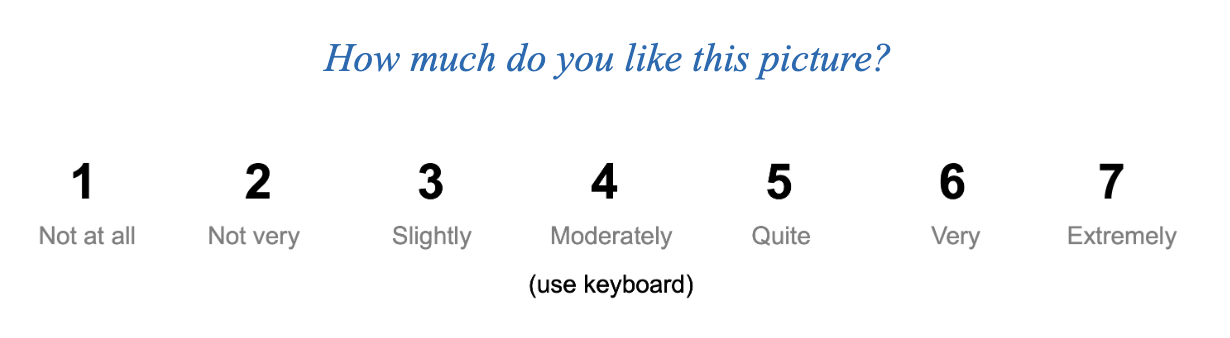 How much do you like this picture?
1 2 3 4 5 6 7
Not at all Not very Slightly Moderately Quite Very Extremely
(use keyboard)